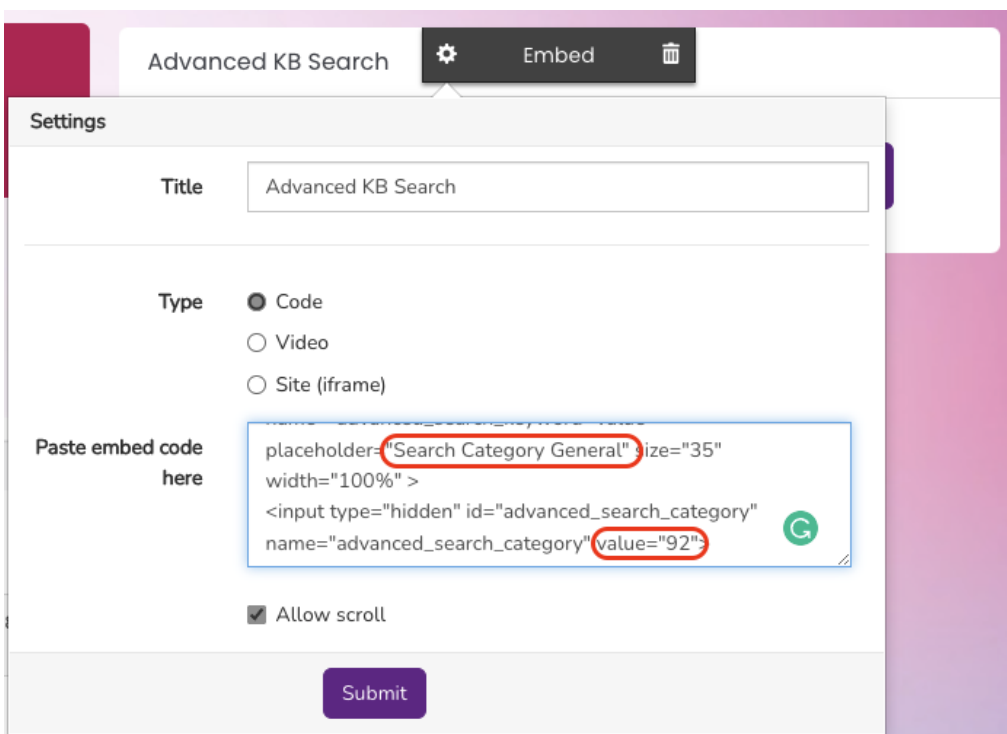 Advanced KB Search
Embed
Settings
Title
Advanced KB Search
Type
Code
Video
Site (iframe)
Paste embed code
here
placeholder="Search Category General" size="35"
width="100%" >
<input type="hidden" id="advanced_search_category"
name="advanced_search_category" value="92">
Allow scroll
Submit